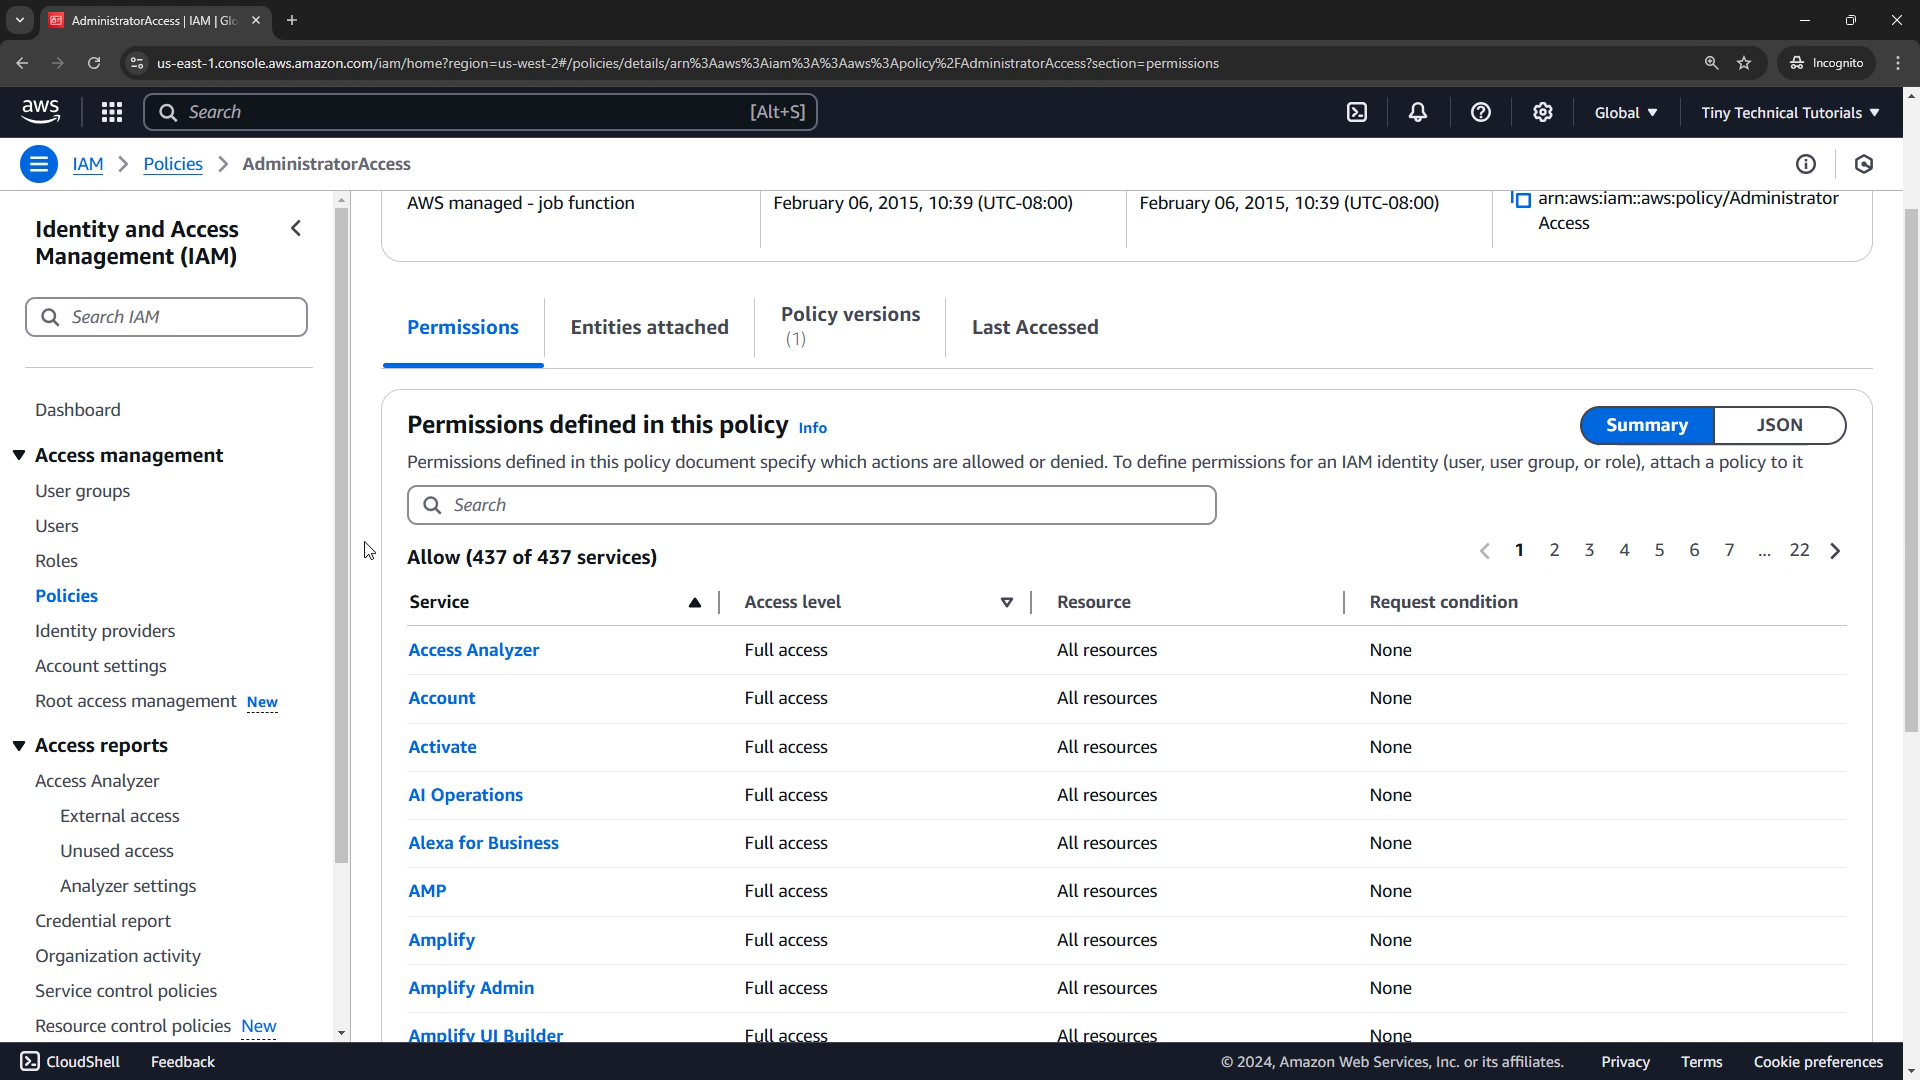 AdministratorAccess | IAM | Glo
us-east-1.console.aws.amazon.com/iam/home?region=us-west-2#/policies/details/arn%3Aaws%3Aiam%3A%3Aaws%3Apolicy%2FAdministratorAccess?section=permissions
Incognito
aws
Search
[Alt+S]
Global
Tiny Technical Tutorials
IAM
Policies
AdministratorAccess
Identity and Access
Management (IAM)
Search IAM
Dashboard
Access management
User groups
Users
Roles
Policies
Identity providers
Account settings
Root access management New
Access reports
Access Analyzer
External access
Unused access
Analyzer settings
Credential report
Organization activity
Service control policies
Resource control policies New
AWS managed - job function
February 06, 2015, 10:39 (UTC-08:00)
February 06, 2015, 10:39 (UTC-08:00)
arn:aws:iam::aws:policy/Administrator
Access
Permissions
Entities attached
Policy versions
(1)
Last Accessed
Permissions defined in this policy Info
Summary
JSON
Permissions defined in this policy document specify which actions are allowed or denied. To define permissions for an IAM identity (user, user group, or role), attach a policy to it
Search
Allow (437 of 437 services)
1 2 3 4 5 6 7 ... 22
Service Access level Resource Request condition
Access Analyzer Full access All resources None
Account Full access All resources None
Activate Full access All resources None
AI Operations Full access All resources None
Alexa for Business Full access All resources None
AMP Full access All resources None
Amplify Full access All resources None
Amplify Admin Full access All resources None
Amplify UI Builder Full access All resources None
CloudShell
Feedback
© 2024, Amazon Web Services, Inc. or its affiliates.
Privacy
Terms
Cookie preferences